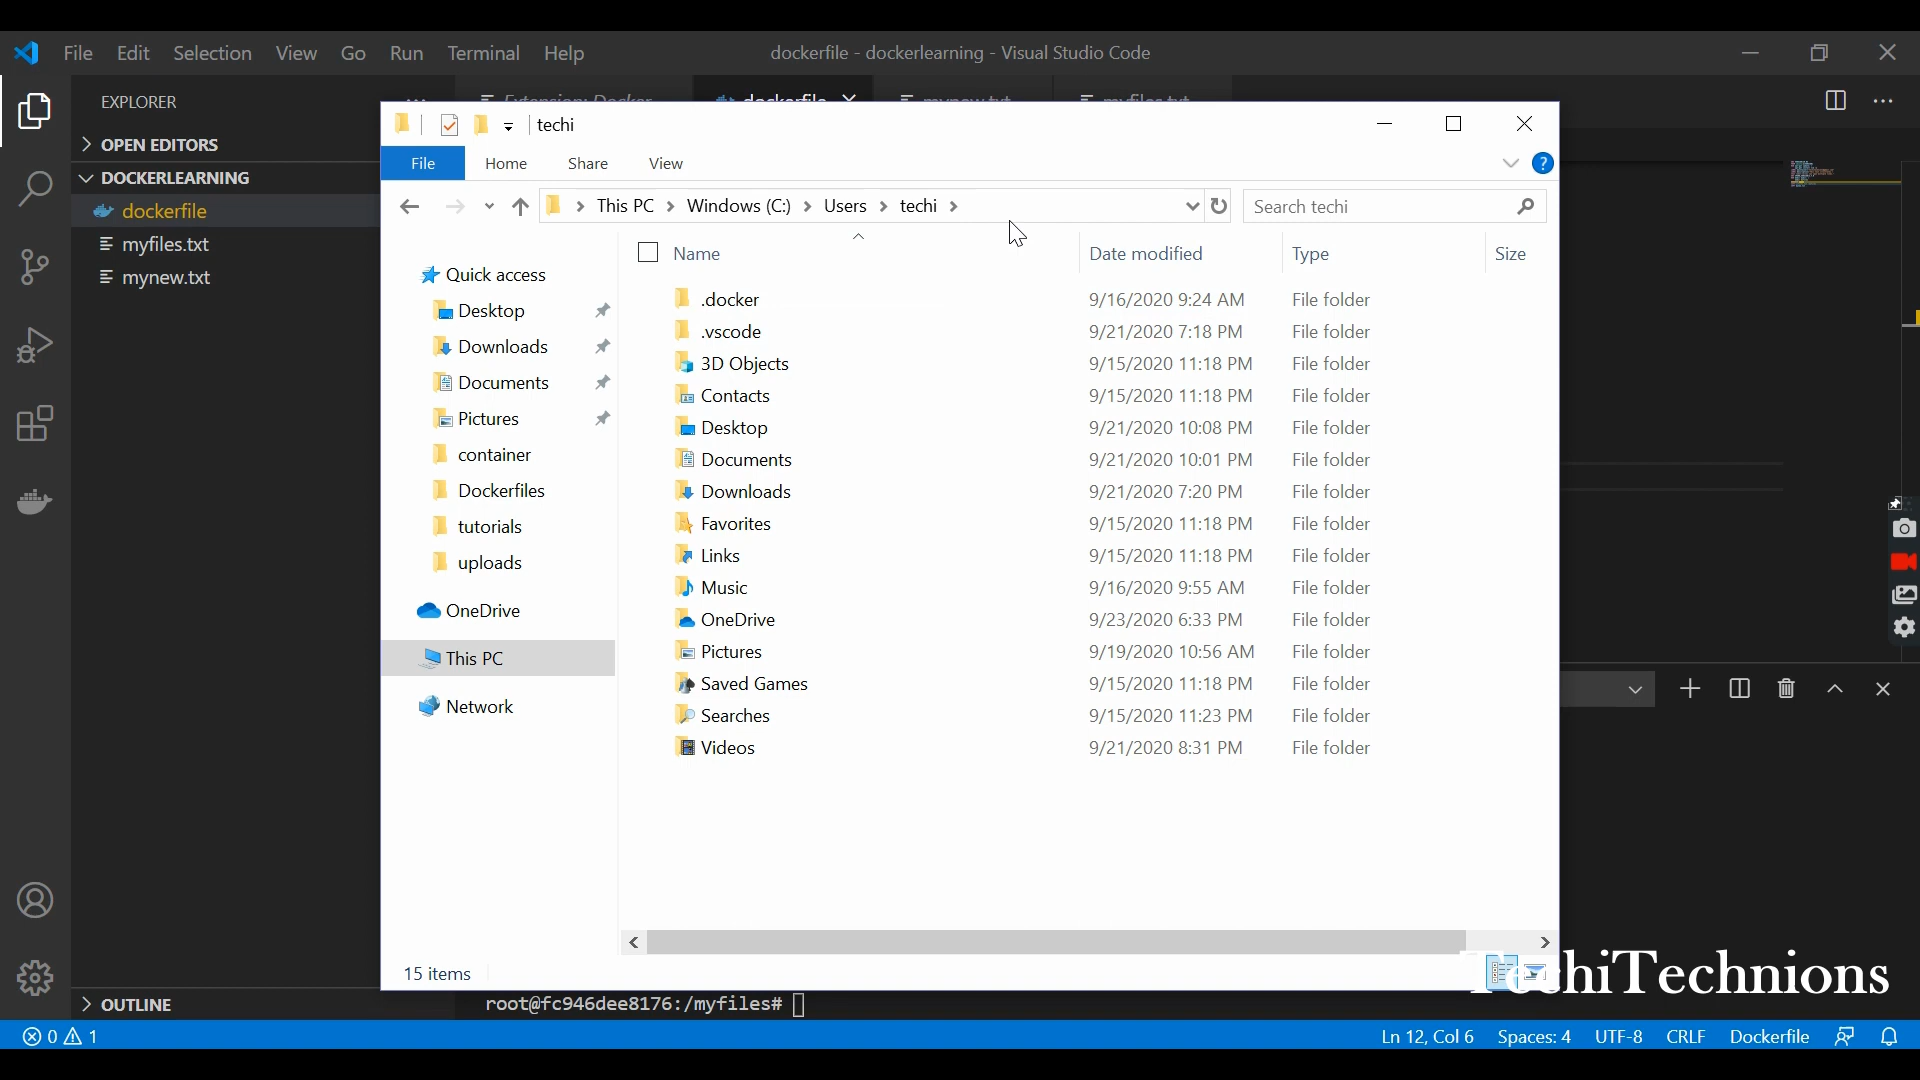 File Edit Selection View Go Run Terminal Help
dockerfile - dockerlearning - Visual Studio Code
EXPLORER
OPEN EDITORS
DOCKERLEARNING
dockerfile
myfiles.txt
mynew.txt
OUTLINE
Extension: Docker
dockerfile
mynew.txt
myfiles.txt
techi
File Home Share View
This PC Windows (C:) Users techi
Search techi
Quick access
Desktop
Downloads
Documents
Pictures
container
Dockerfiles
tutorials
uploads
OneDrive
This PC
Network
Name Date modified Type Size
.docker 9/16/2020 9:24 AM File folder
.vscode 9/21/2020 7:18 PM File folder
3D Objects 9/15/2020 11:18 PM File folder
Contacts 9/15/2020 11:18 PM File folder
Desktop 9/21/2020 10:08 PM File folder
Documents 9/21/2020 10:01 PM File folder
Downloads 9/21/2020 7:20 PM File folder
Favorites 9/15/2020 11:18 PM File folder
Links 9/15/2020 11:18 PM File folder
Music 9/16/2020 9:55 AM File folder
OneDrive 9/23/2020 6:33 PM File folder
Pictures 9/19/2020 10:56 AM File folder
Saved Games 9/15/2020 11:18 PM File folder
Searches 9/15/2020 11:23 PM File folder
Videos 9/21/2020 8:31 PM File folder
15 items
TechiTechnions
root@fc946dee8176:/myfiles#
0 1
Ln 12, Col 6 Spaces: 4 UTF-8 CRLF Dockerfile